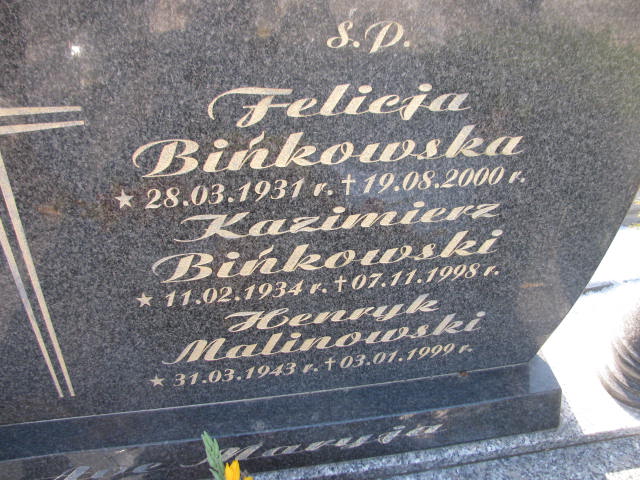 Ś.P.
Felicja
Bińkowska
★ 28.03.1931 r. † 19.08.2000 r.
Kazimierz
Bińkowski
★ 11.02.1934 r. † 07.11.1998 r.
Henryk
Malinowski
★ 31.03.1943 r. † 03.01.1999 r.
Maryja